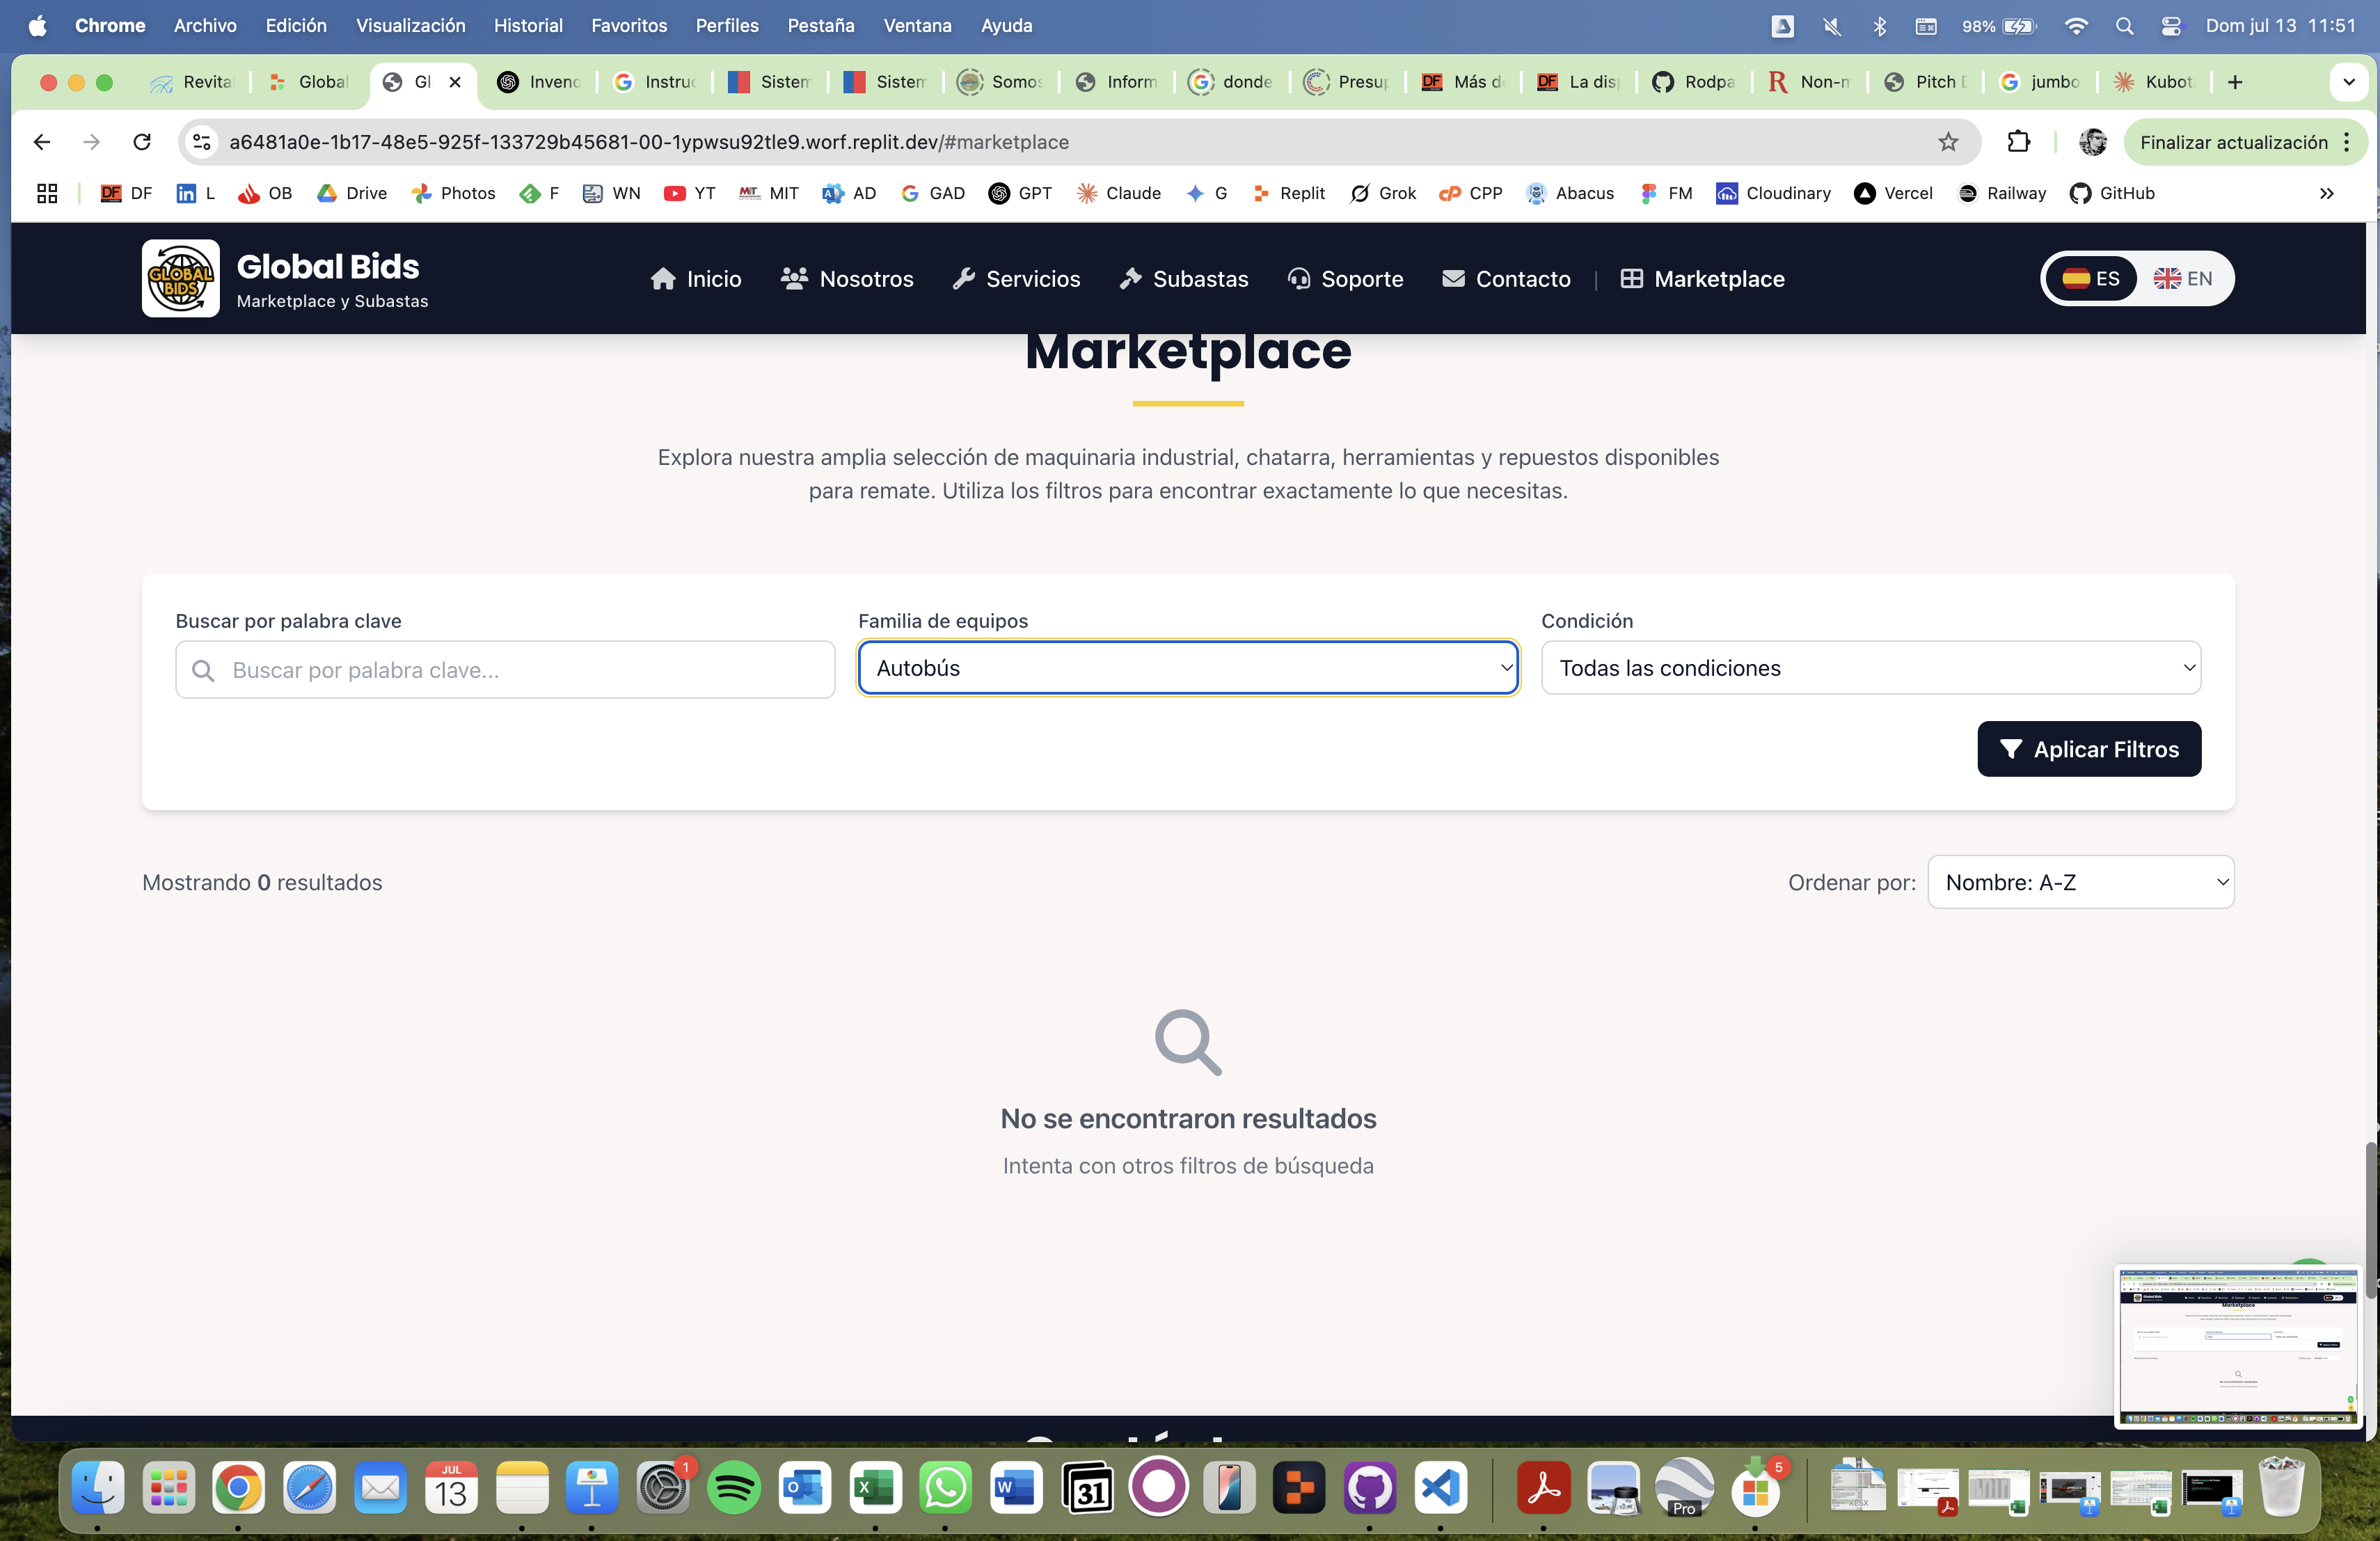 Chrome Archivo Edición Visualización Historial Favoritos Perfiles Pestaña Ventana Ayuda 98% Dom jul 13 11:51
Revita Global Gl Inveno Instruc Sistem Sistem Somos Inform donde Presup Más d La dis Rodpa Non-m Pitch D jumbo Kubot
a6481a0e-1b17-48e5-925f-133729b45681-00-1ypwsu92tle9.worf.replit.dev/#marketplace Finalizar actualización
DF L OB Drive Photos F WN YT MIT AD GAD GPT Claude G Replit Grok CPP Abacus FM Cloudinary Vercel Railway GitHub
GLOBAL BIDS
Global Bids
Marketplace y Subastas
Inicio Nosotros Servicios Subastas Soporte Contacto | Marketplace
ES EN
Marketplace
Explora nuestra amplia selección de maquinaria industrial, chatarra, herramientas y repuestos disponibles
para remate. Utiliza los filtros para encontrar exactamente lo que necesitas.
Buscar por palabra clave Familia de equipos Condición
Buscar por palabra clave... Autobús Todas las condiciones
Aplicar Filtros
Mostrando 0 resultados Ordenar por: Nombre: A-Z
No se encontraron resultados
Intenta con otros filtros de búsqueda
JUL
13
1
31
Pro
5
XLSX